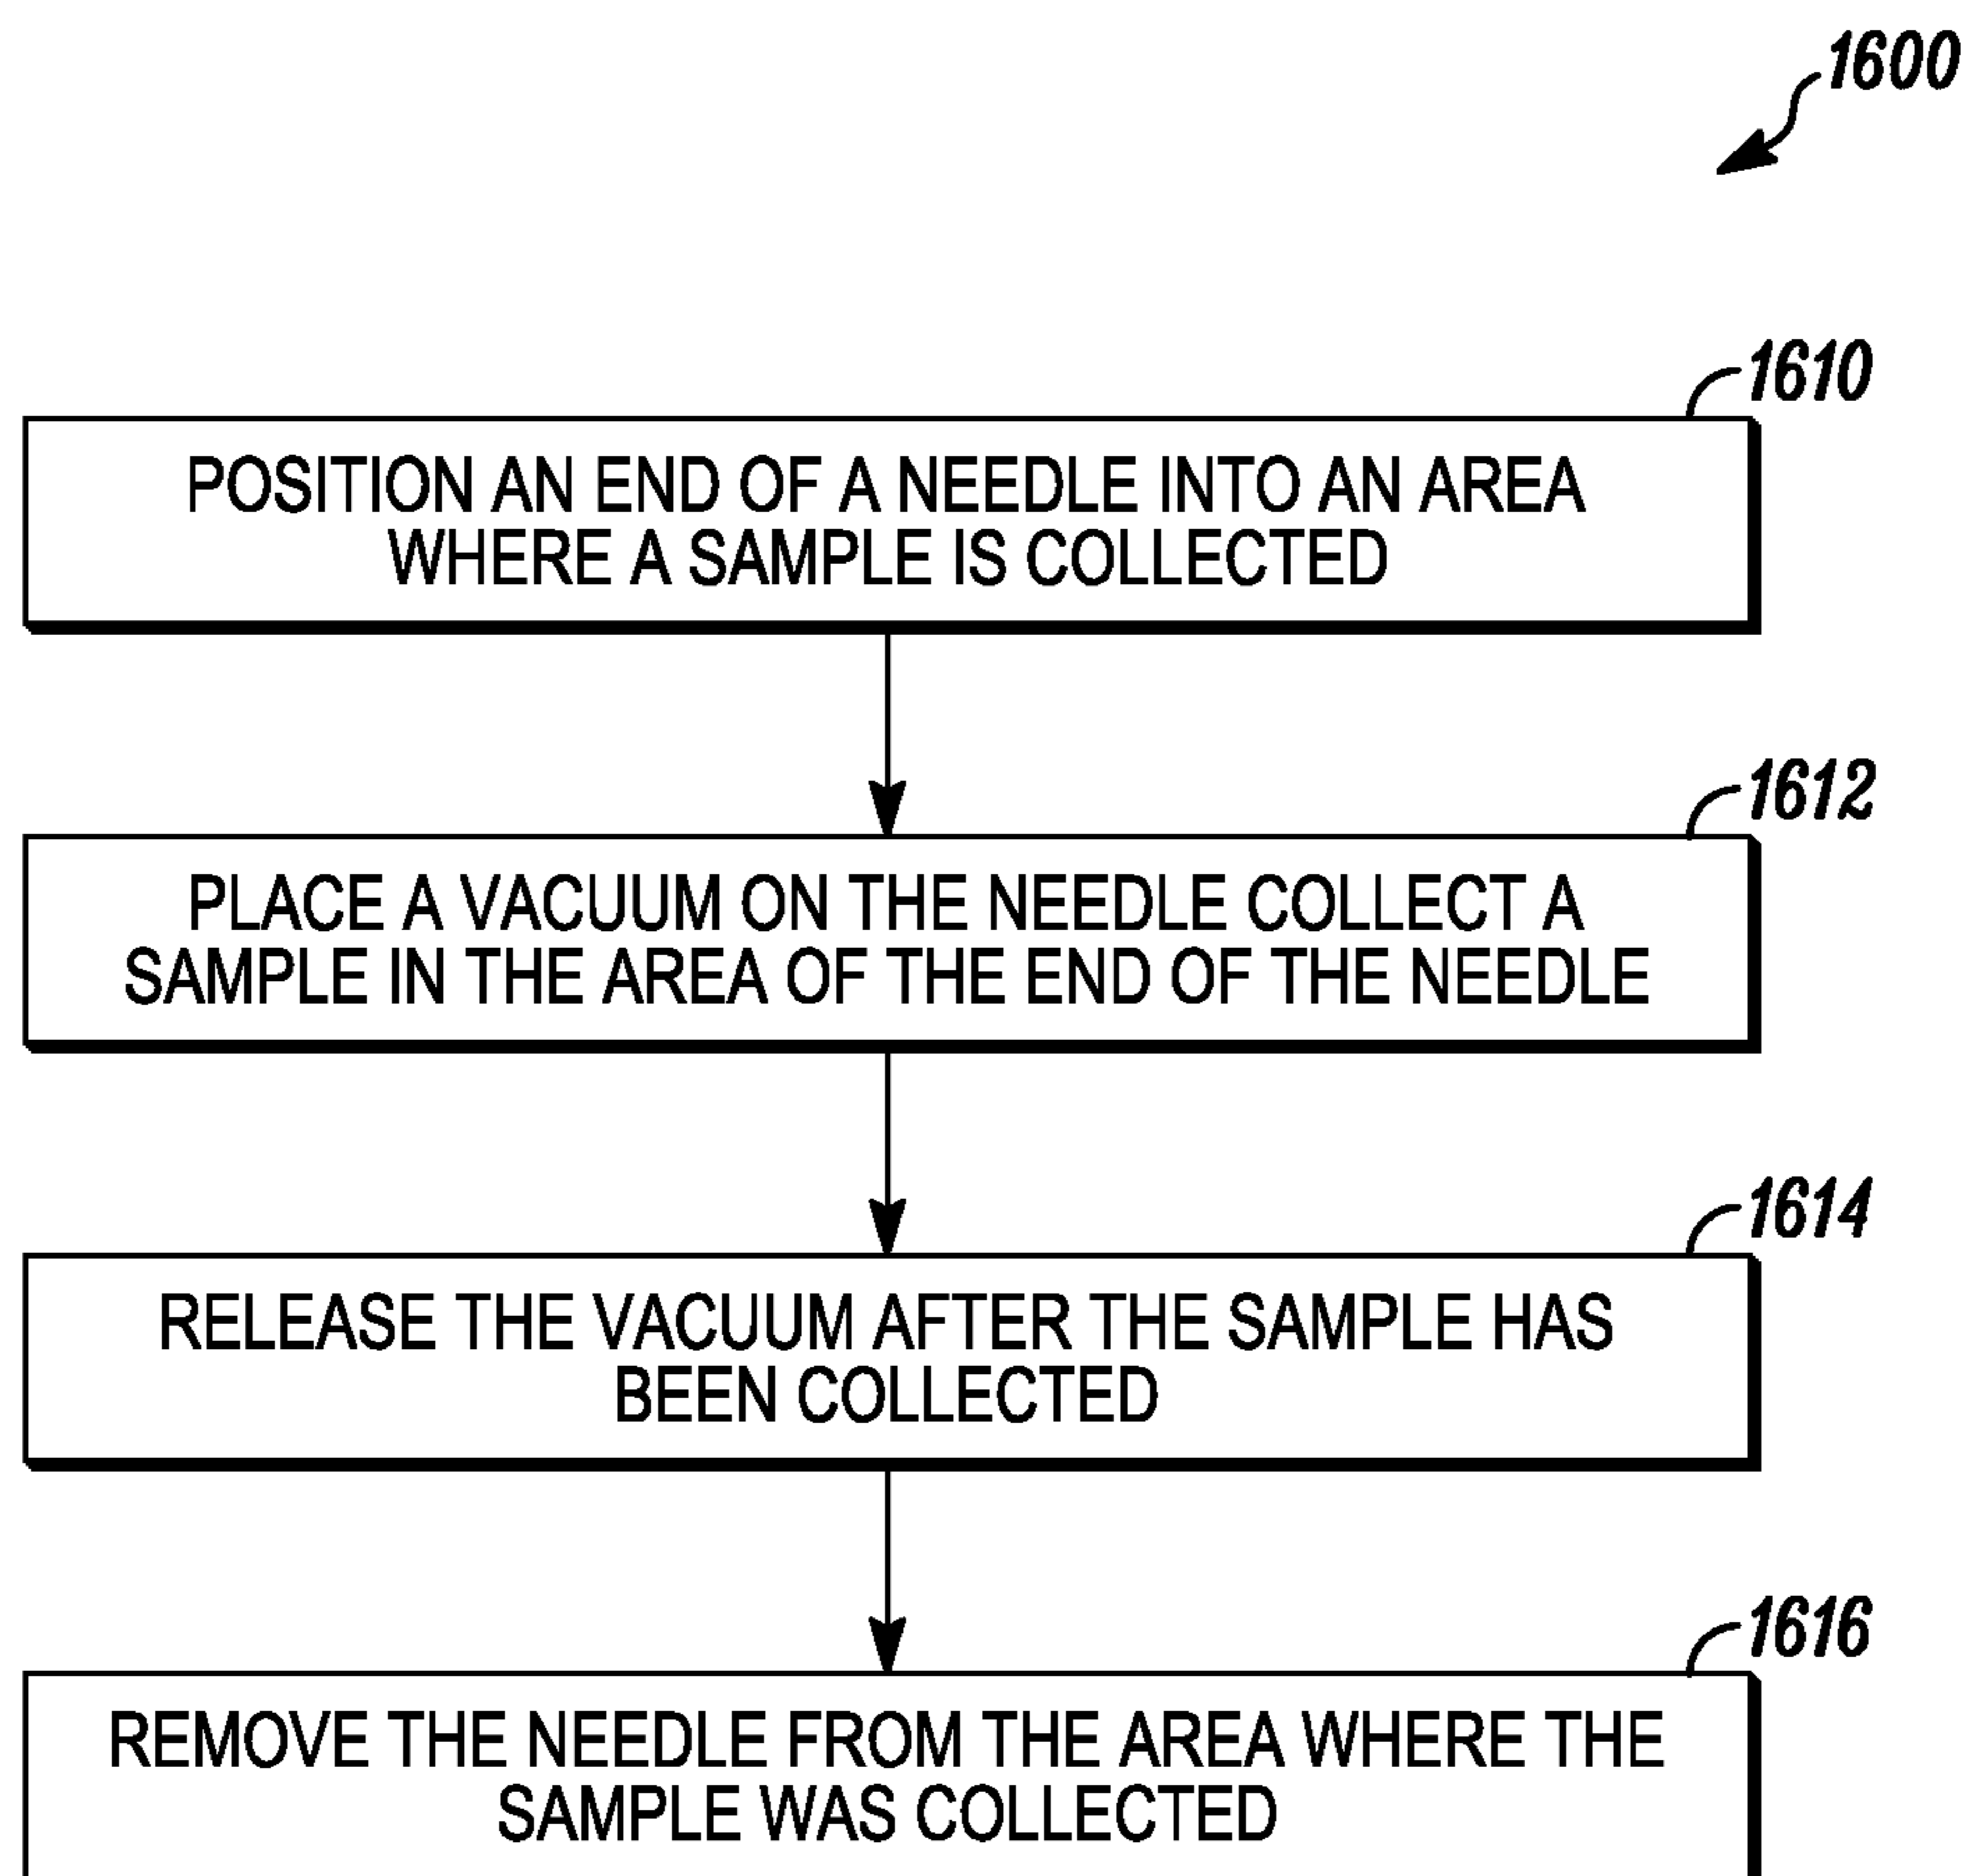 1600
1610
POSITION AN END OF A NEEDLE INTO AN AREA
WHERE A SAMPLE IS COLLECTED
1612
PLACE A VACUUM ON THE NEEDLE COLLECT A
SAMPLE IN THE AREA OF THE END OF THE NEEDLE
1614
RELEASE THE VACUUM AFTER THE SAMPLE HAS
BEEN COLLECTED
1616
REMOVE THE NEEDLE FROM THE AREA WHERE THE
SAMPLE WAS COLLECTED